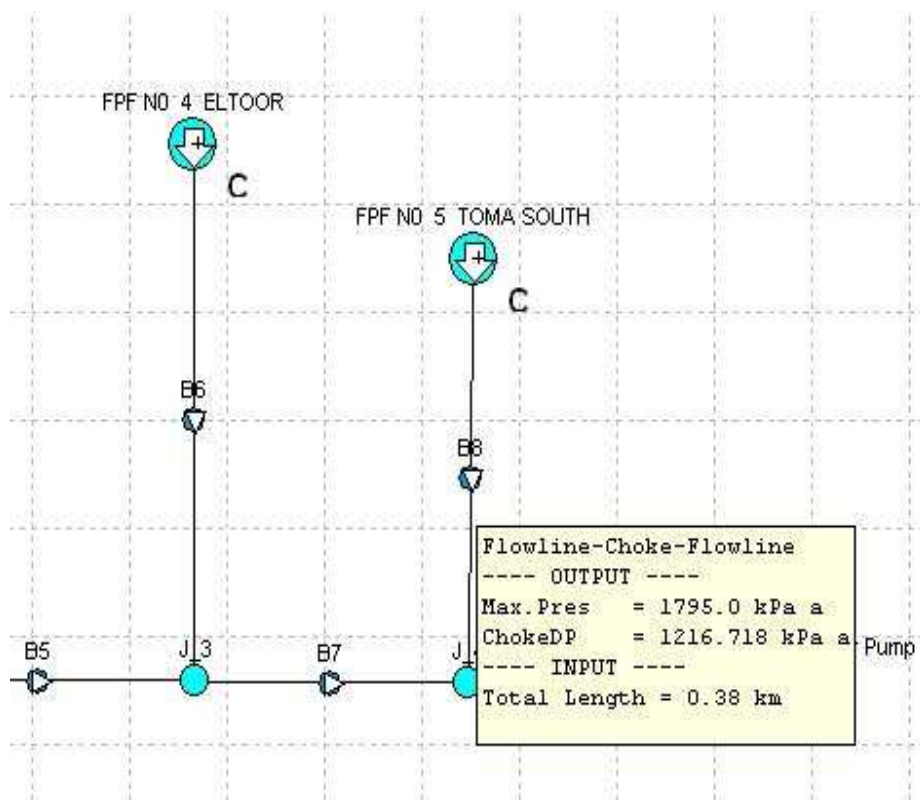 FPF N0 4 ELTOOR
C
FPF N0 5 TOMA SOUTH
C
B6
B8
Flowline-Choke-Flowline
---- OUTPUT ----
Max.Pres = 1795.0 kPa a
ChokeDP = 1216.718 kPa a
---- INPUT ----
Total Length = 0.38 km
B5
J_3
B7
Pump